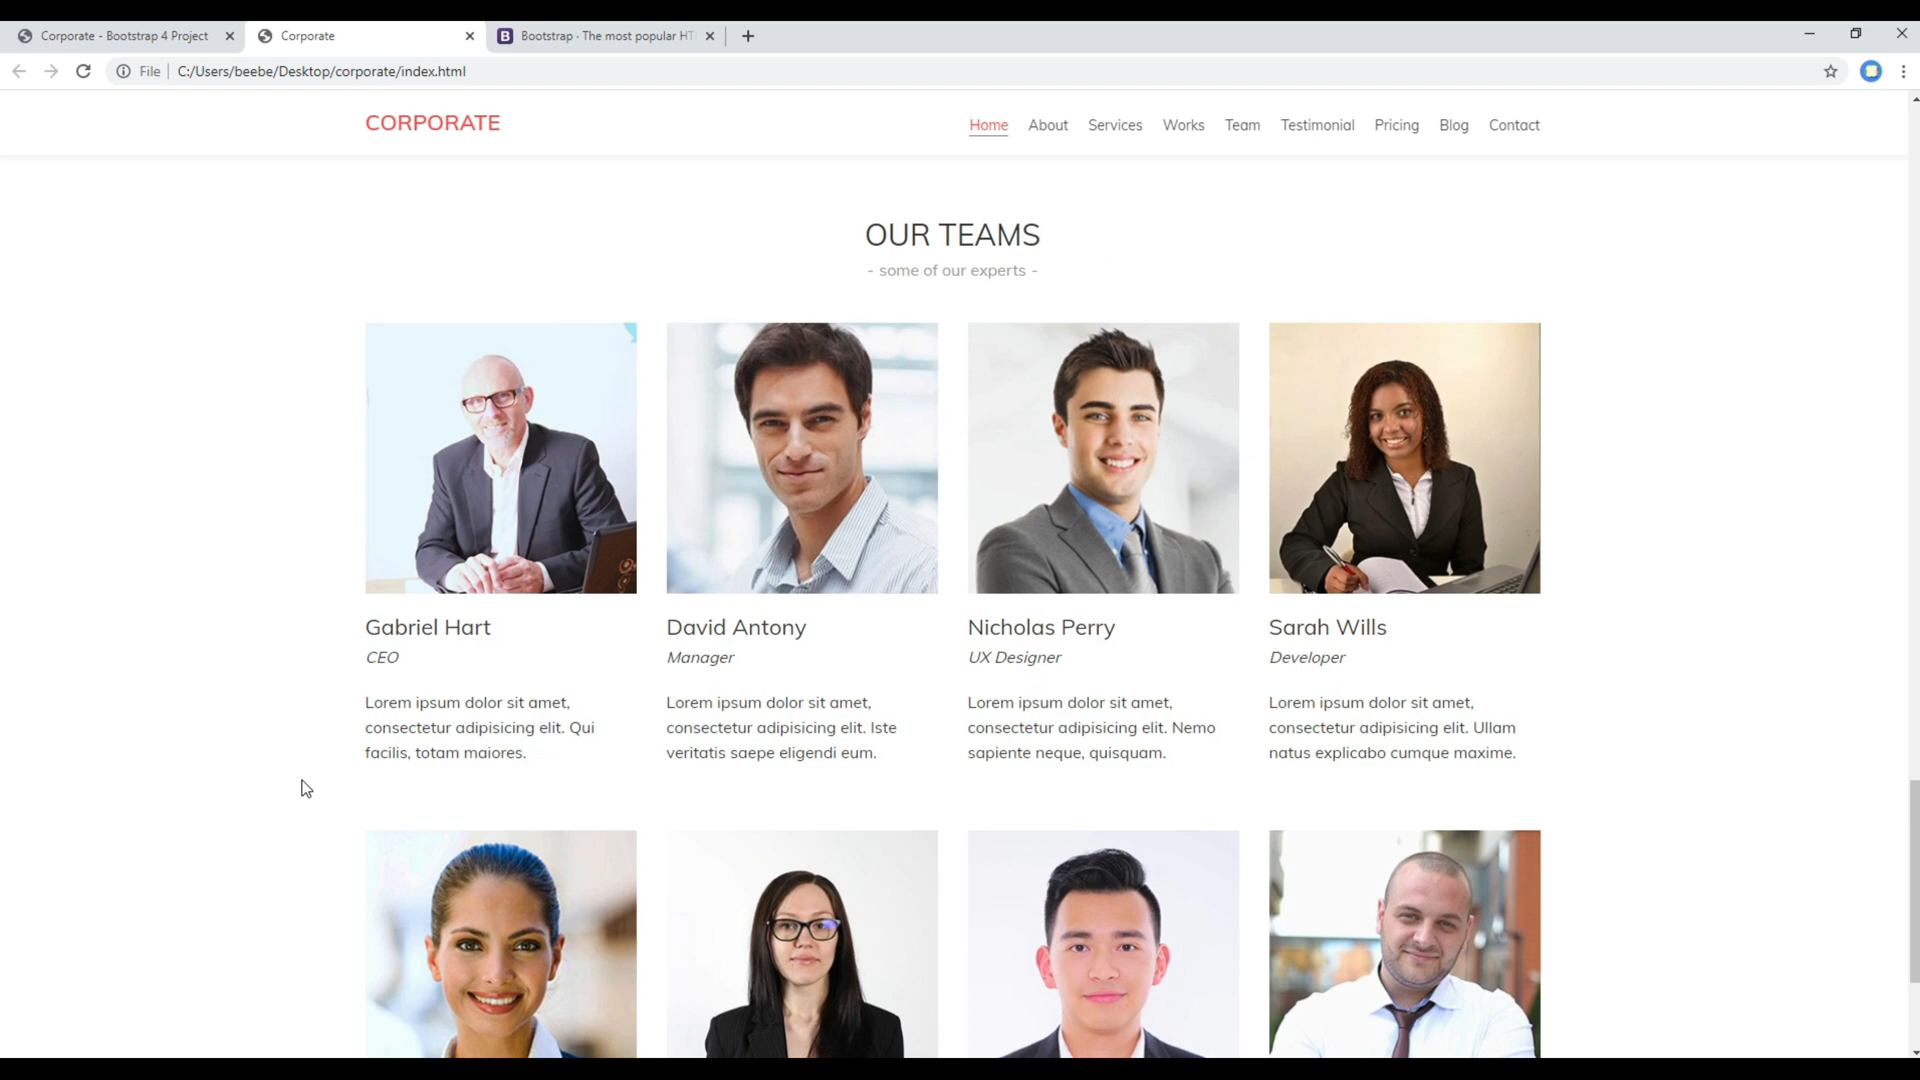 Corporate - Bootstrap 4 Project
Corporate
Bootstrap · The most popular HT
File
C:/Users/beebe/Desktop/corporate/index.html
CORPORATE
Home About Services Works Team Testimonial Pricing Blog Contact
OUR TEAMS
- some of our experts -
Gabriel Hart
CEO
Lorem ipsum dolor sit amet,
consectetur adipisicing elit. Qui
facilis, totam maiores.
David Antony
Manager
Lorem ipsum dolor sit amet,
consectetur adipisicing elit. Iste
veritatis saepe eligendi eum.
Nicholas Perry
UX Designer
Lorem ipsum dolor sit amet,
consectetur adipisicing elit. Nemo
sapiente neque, quisquam.
Sarah Wills
Developer
Lorem ipsum dolor sit amet,
consectetur adipisicing elit. Ullam
natus explicabo cumque maxime.